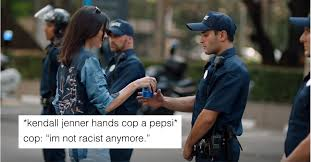 *kendall jenner hands cop a pepsi*
cop: “im not racist anymore.”